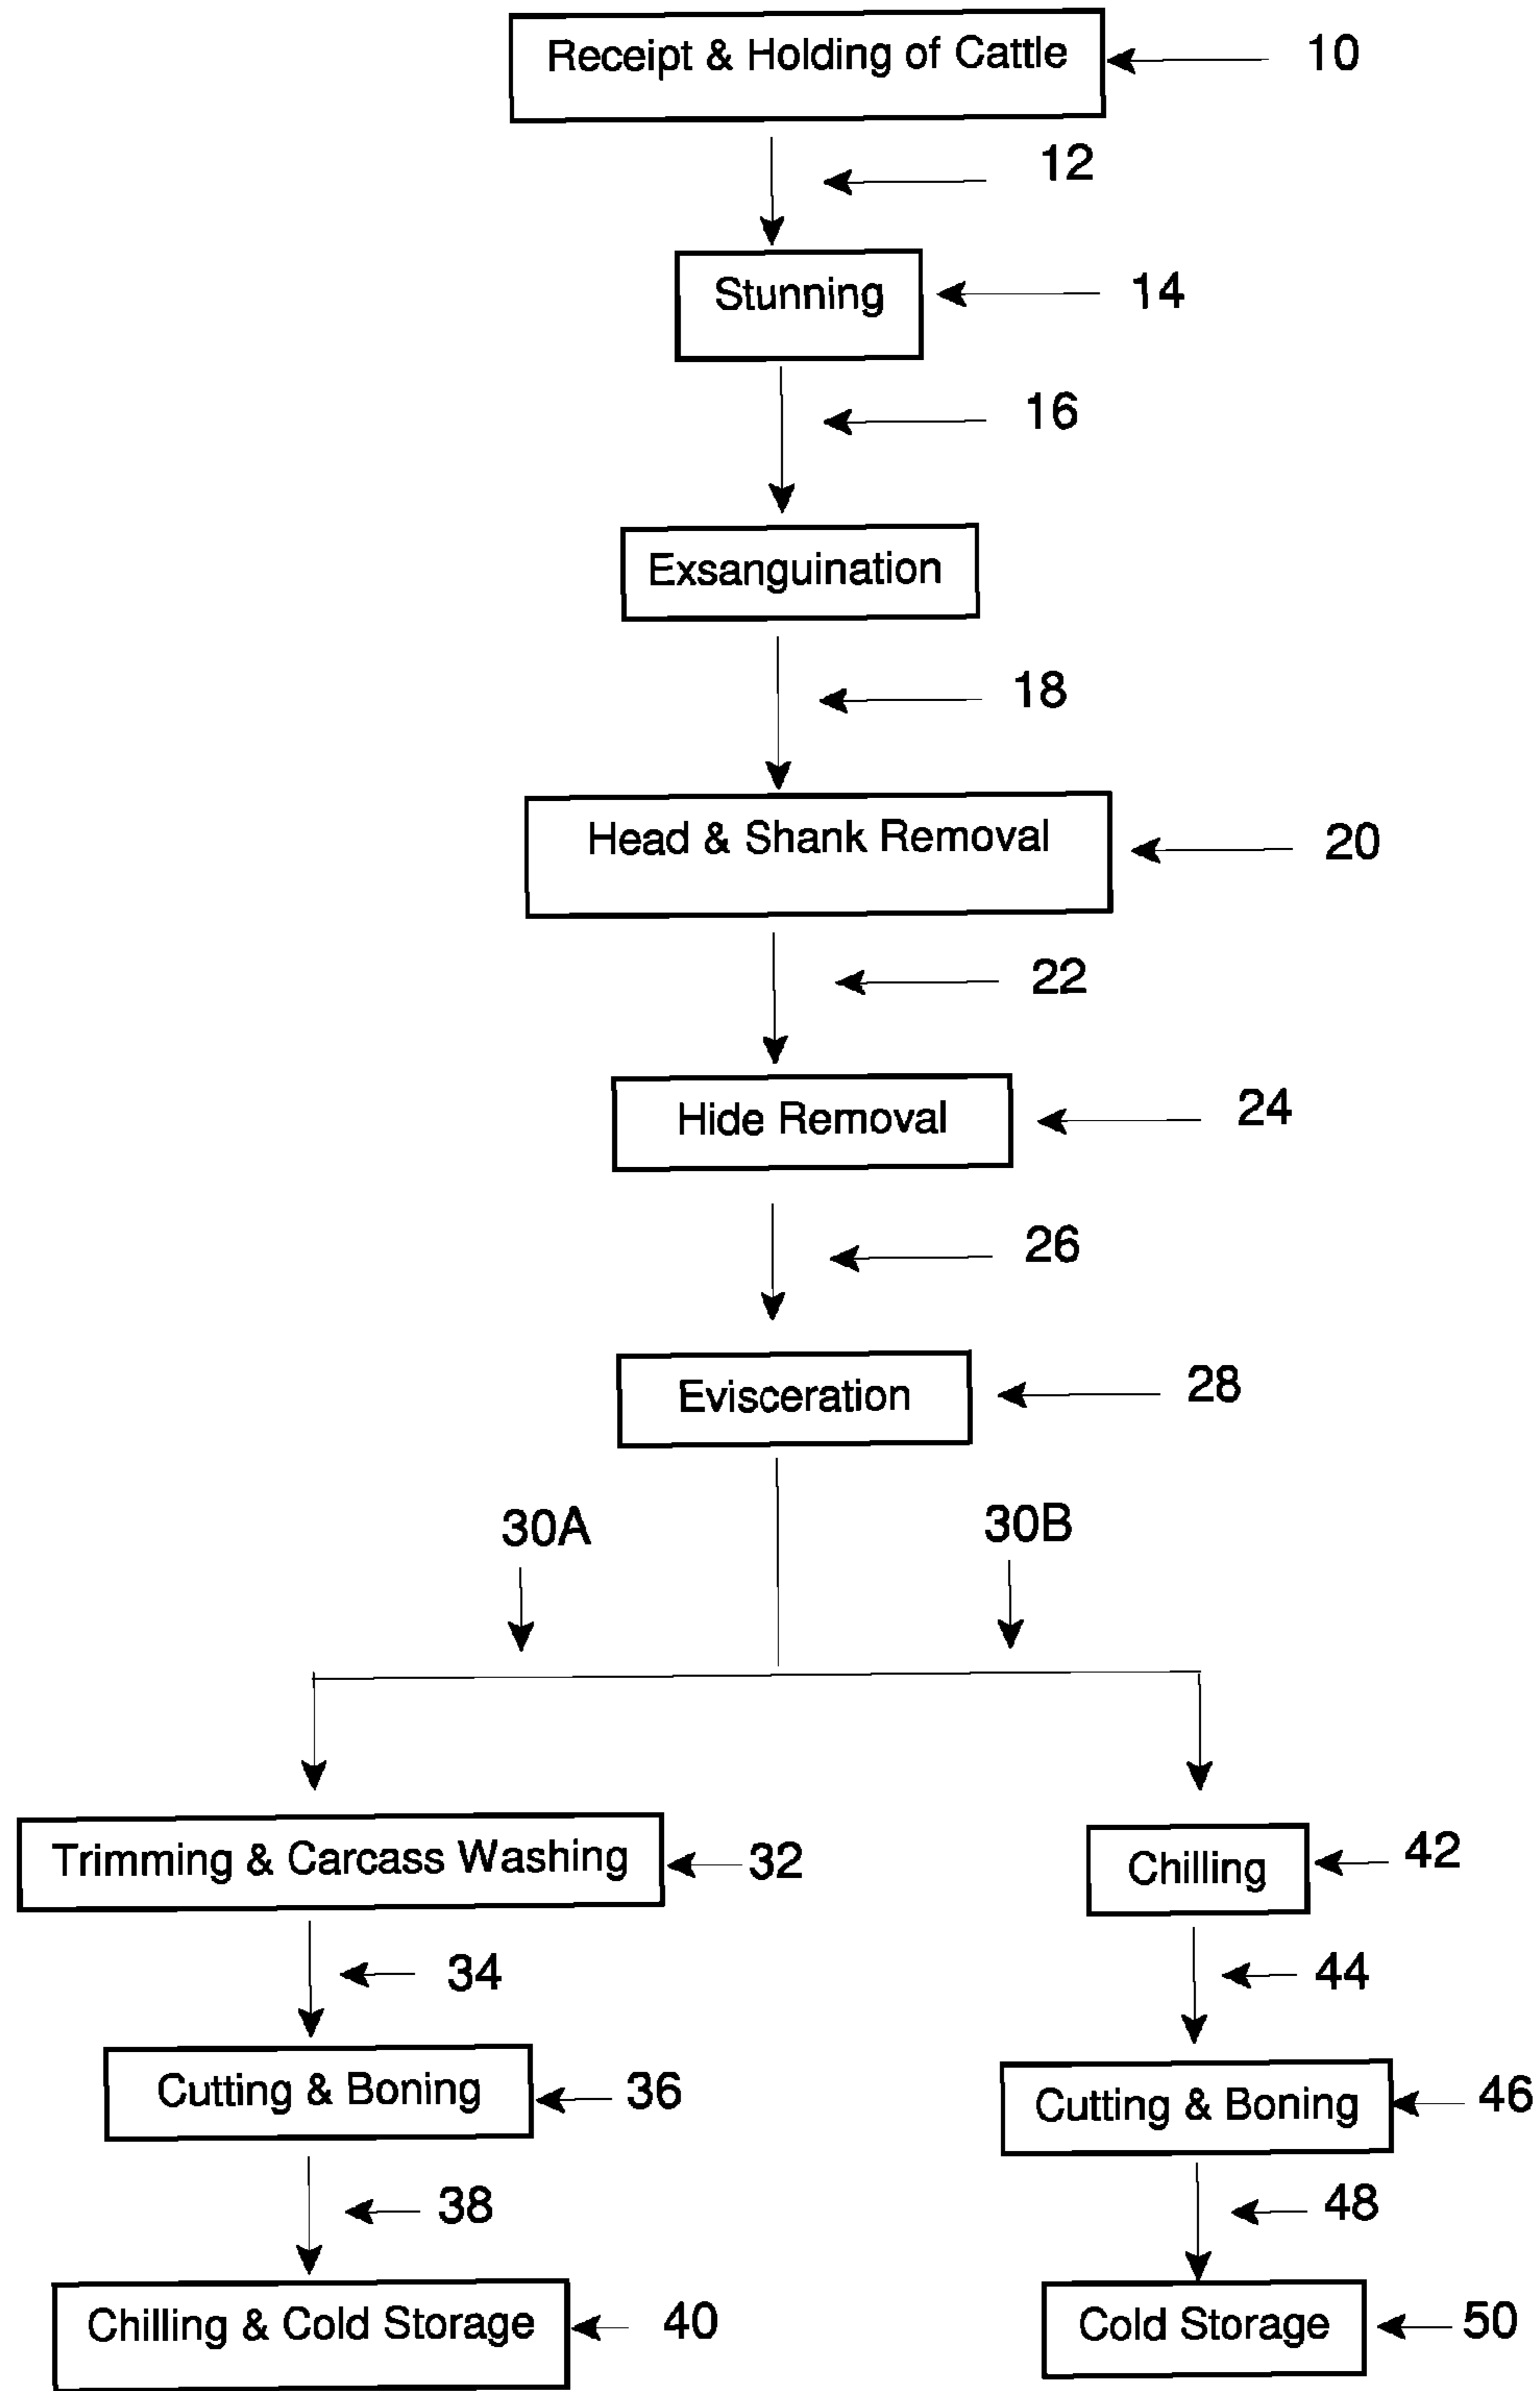 Receipt & Holding of Cattle 10
12
Stunning 14
16
Exsanguination
18
Head & Shank Removal 20
22
Hide Removal 24
26
Evisceration 28
30A 30B
Trimming & Carcass Washing 32 Chilling 42
34 44
Cutting & Boning 36 Cutting & Boning 46
38 48
Chilling & Cold Storage 40 Cold Storage 50